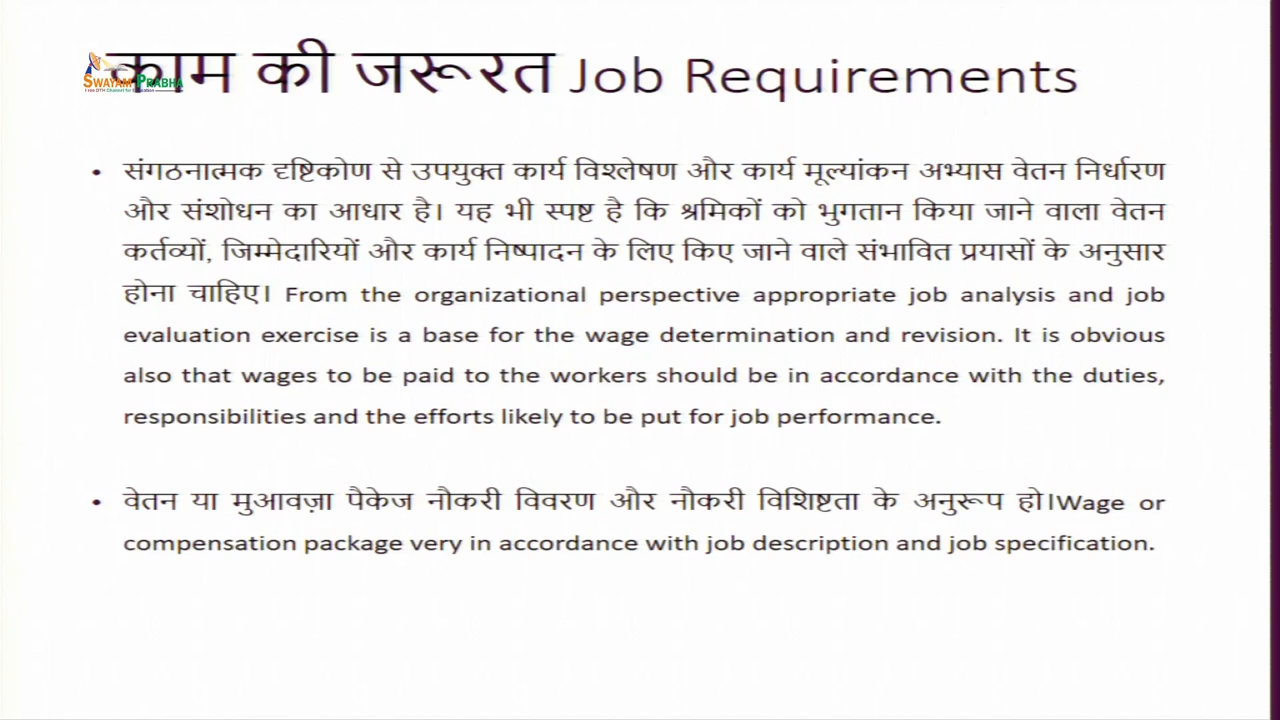 काम की जरूरत Job Requirements
SWAYAM PRABHA
• संगठनात्मक दृष्टिकोण से उपयुक्त कार्य विश्लेषण और कार्य मूल्यांकन अभ्यास वेतन निर्धारण
और संशोधन का आधार है। यह भी स्पष्ट है कि श्रमिकों को भुगतान किया जाने वाला वेतन
कर्तव्यों, जिम्मेदारियों और कार्य निष्पादन के लिए किए जाने वाले संभावित प्रयासों के अनुसार
होना चाहिए। From the organizational perspective appropriate job analysis and job
evaluation exercise is a base for the wage determination and revision. It is obvious
also that wages to be paid to the workers should be in accordance with the duties,
responsibilities and the efforts likely to be put for job performance.
• वेतन या मुआवज़ा पैकेज नौकरी विवरण और नौकरी विशिष्टता के अनुरूप हो।Wage or
compensation package very in accordance with job description and job specification.